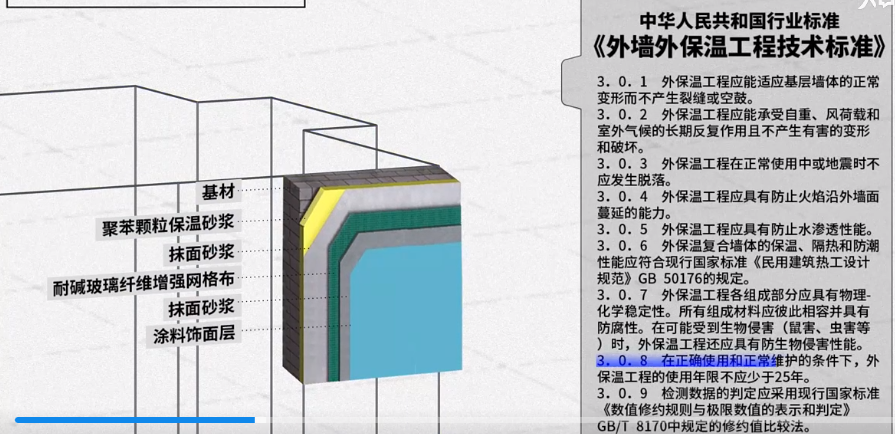 基材
聚苯颗粒保温砂浆
抹面砂浆
耐碱玻璃纤维增强网格布
抹面砂浆
涂料饰面层
中华人民共和国行业标准
《外墙外保温工程技术标准》
3. 0. 1 外保温工程应能适应基层墙体的正常
变形而不产生裂缝或空鼓。
3. 0. 2 外保温工程应能承受自重、风荷载和
室外气候的长期反复作用且不产生有害的变形
和破坏。
3. 0. 3 外保温工程在正常使用中或地震时不
应发生脱落。
3. 0. 4 外保温工程应具有防止火焰沿外墙面
蔓延的能力。
3. 0. 5 外保温工程应具有防止水渗透性能。
3. 0. 6 外保温复合墙体的保温、隔热和防潮
性能应符合现行国家标准《民用建筑热工设计
规范》GB 50176的规定。
3. 0. 7 外保温工程各组成部分应具有物理-
化学稳定性。所有组成材料应彼此相容并具有
防腐性。在可能受到生物侵害（鼠害、虫害等
）时，外保温工程还应具有防生物侵害性能。
3. 0. 8 在正确使用和正常维护的条件下，外
保温工程的使用年限不应少于25年。
3. 0. 9 检测数据的判定应采用现行国家标准
《数值修约规则与极限数值的表示和判定》
GB/T 8170中规定的修约值比较法。